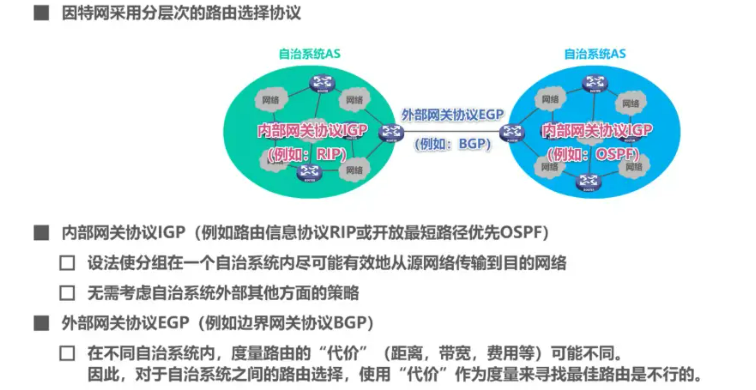 因特网采用分层次的路由选择协议
自治系统AS
自治系统AS
网络
网络
网络
网络
内部网关协议IGP
(例如：RIP)
网络
网络
外部网关协议EGP
(例如：BGP)
网络
网络
内部网关协议IGP
(例如：OSPF)
网络
网络
内部网关协议IGP（例如路由信息协议RIP或开放最短路径优先OSPF）
设法使分组在一个自治系统内尽可能有效地从源网络传输到目的网络
无需考虑自治系统外部其他方面的策略
外部网关协议EGP（例如边界网关协议BGP）
在不同自治系统内，度量路由的“代价”（距离，带宽，费用等）可能不同。
因此，对于自治系统之间的路由选择，使用“代价”作为度量来寻找最佳路由是不行的。